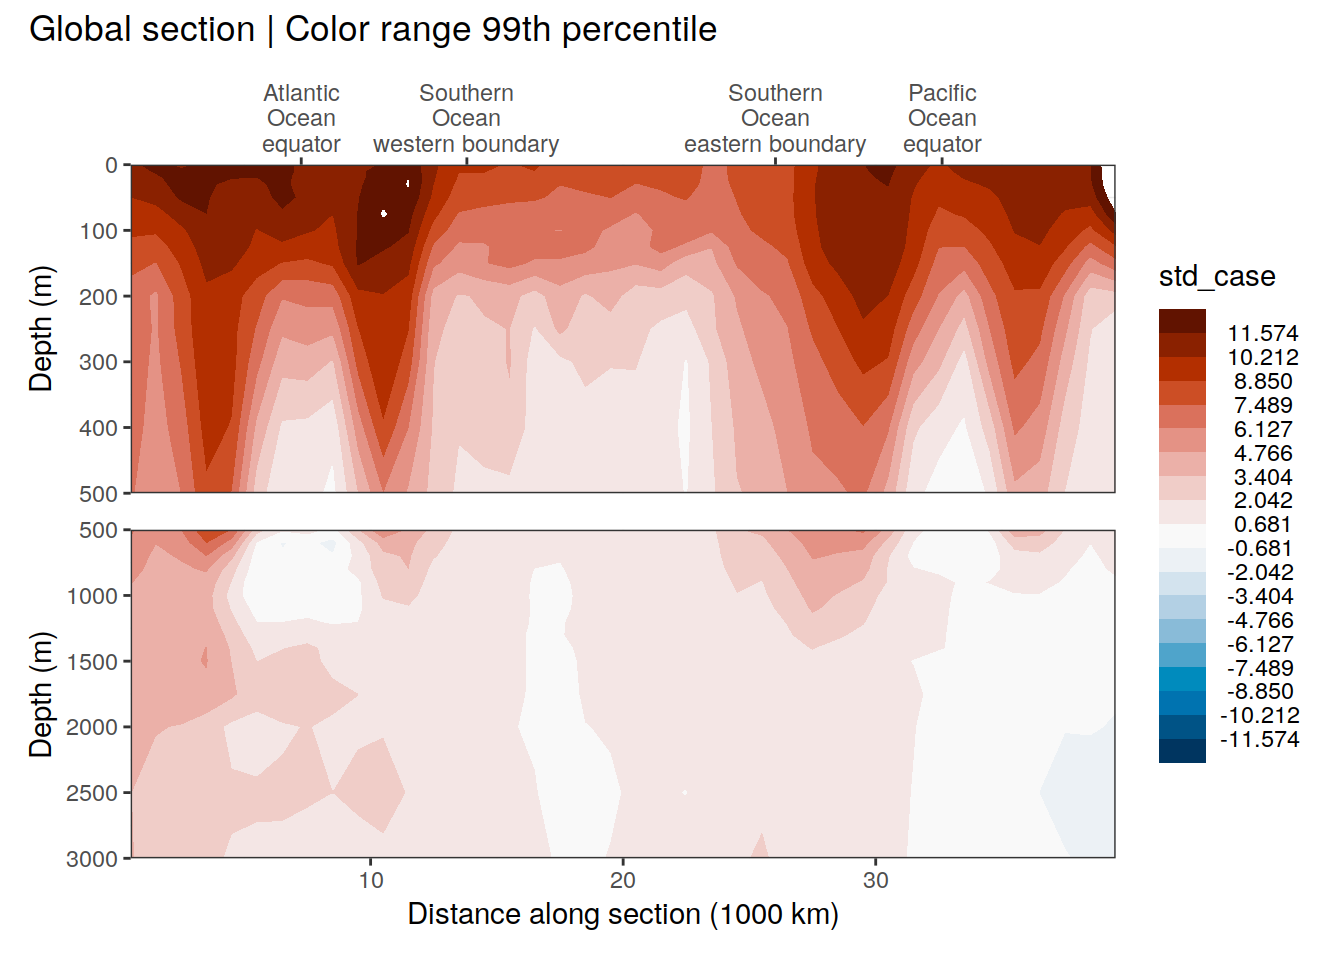 Global section | Color range 99th percentile
Atlantic
Ocean
equator
Southern
Ocean
western boundary
Southern
Ocean
eastern boundary
Pacific
Ocean
equator
Depth (m)
0
100
200
300
400
500
Depth (m)
500
1000
1500
2000
2500
3000
10
20
30
Distance along section (1000 km)
std_case
11.574
10.212
8.850
7.489
6.127
4.766
3.404
2.042
0.681
-0.681
-2.042
-3.404
-4.766
-6.127
-7.489
-8.850
-10.212
-11.574